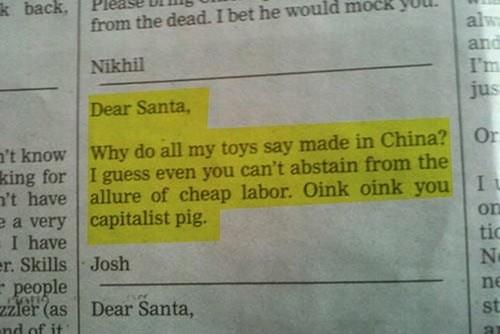 k back,
n't know
king for
n't have
e a very
I have
er. Skills
r people
zzler (as
nd of it
Please
from the dead. I bet he would mock you.
Nikhil
Dear Santa,
Why do all my toys say made in China?
I guess even you can't abstain from the
allure of cheap labor. Oink oink you
capitalist pig.
Josh
Dear Santa,
alw
and
I'm
jus
Or
I
on
tic
N
ne
st